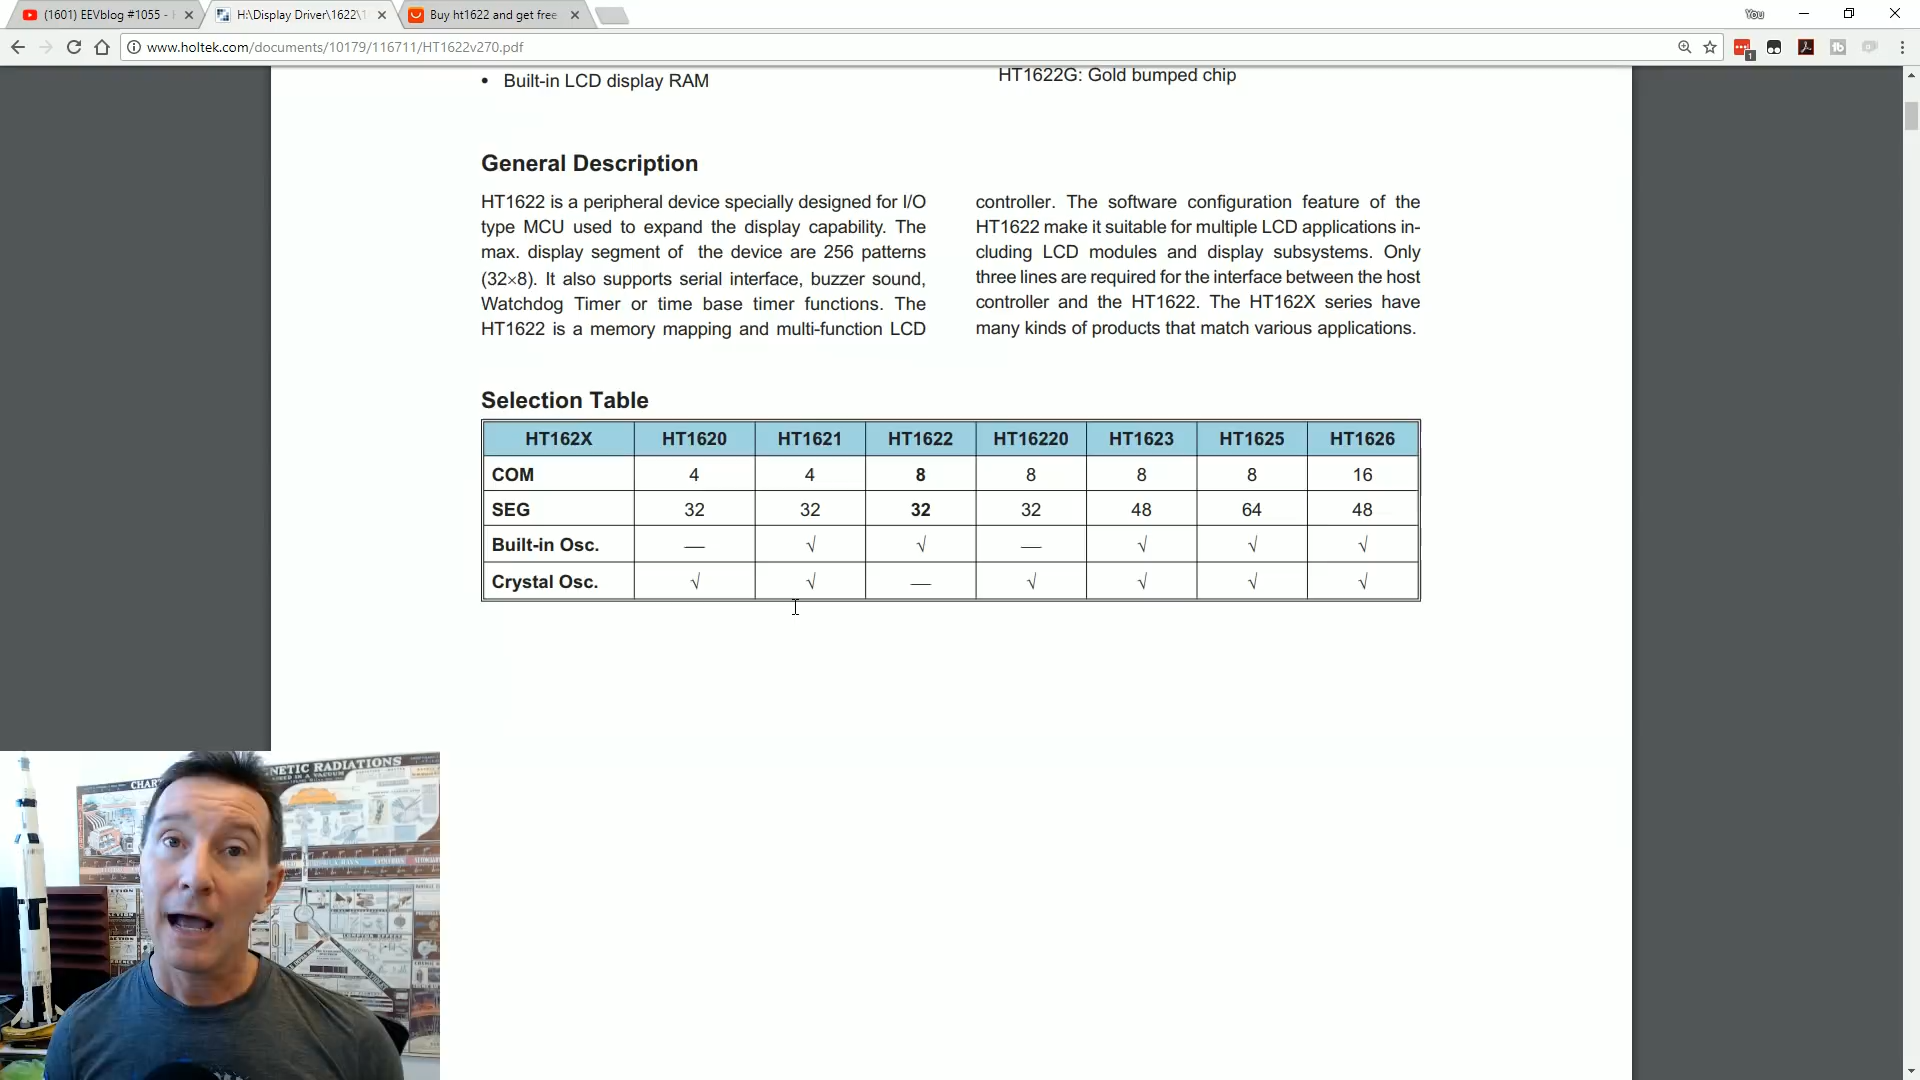 (1601) EEVblog #1055 -
H:\Display Driver\1622\1
Buy ht1622 and get free
You
www.holtek.com/documents/10179/116711/HT1622v270.pdf
1
• Built-in LCD display RAM
HT1622G: Gold bumped chip
General Description
HT1622 is a peripheral device specially designed for I/O
type MCU used to expand the display capability. The
max. display segment of the device are 256 patterns
(32×8). It also supports serial interface, buzzer sound,
Watchdog Timer or time base timer functions. The
HT1622 is a memory mapping and multi-function LCD
controller. The software configuration feature of the
HT1622 make it suitable for multiple LCD applications in-
cluding LCD modules and display subsystems. Only
three lines are required for the interface between the host
controller and the HT1622. The HT162X series have
many kinds of products that match various applications.
Selection Table
HT162X HT1620 HT1621 HT1622 HT16220 HT1623 HT1625 HT1626
COM 4 4 8 8 8 8 16
SEG 32 32 32 32 48 64 48
Built-in Osc. — √ √ — √ √ √
Crystal Osc. √ √ — √ √ √ √
NETIC RADIATIONS
CHAR